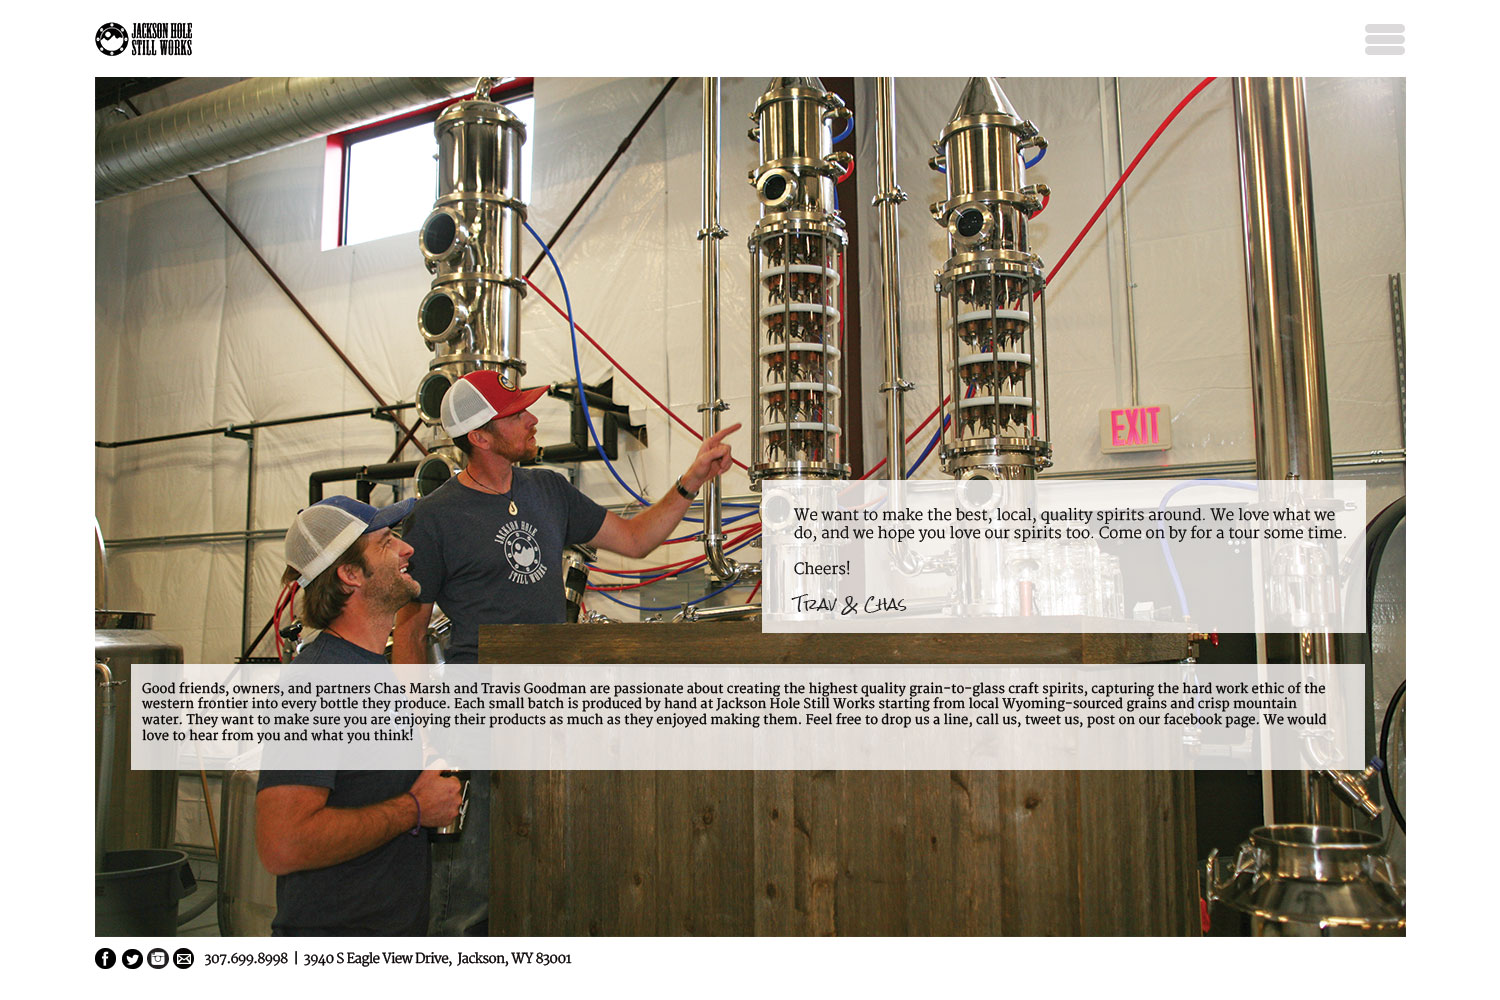 JACKSON HOLE
STILL WORKS
EXIT
JACKSON HOLE
STILL WORKS
We want to make the best, local, quality spirits around. We love what we
do, and we hope you love our spirits too. Come on by for a tour some time.
Cheers!
Trav & Chas
Good friends, owners, and partners Chas Marsh and Travis Goodman are passionate about creating the highest quality grain-to-glass craft spirits, capturing the hard work ethic of the
western frontier into every bottle they produce. Each small batch is produced by hand at Jackson Hole Still Works starting from local Wyoming-sourced grains and crisp mountain
water. They want to make sure you are enjoying their products as much as they enjoyed making them. Feel free to drop us a line, call us, tweet us, post on our facebook page. We would
love to hear from you and what you think!
307.699.8998 | 3940 S Eagle View Drive, Jackson, WY 83001